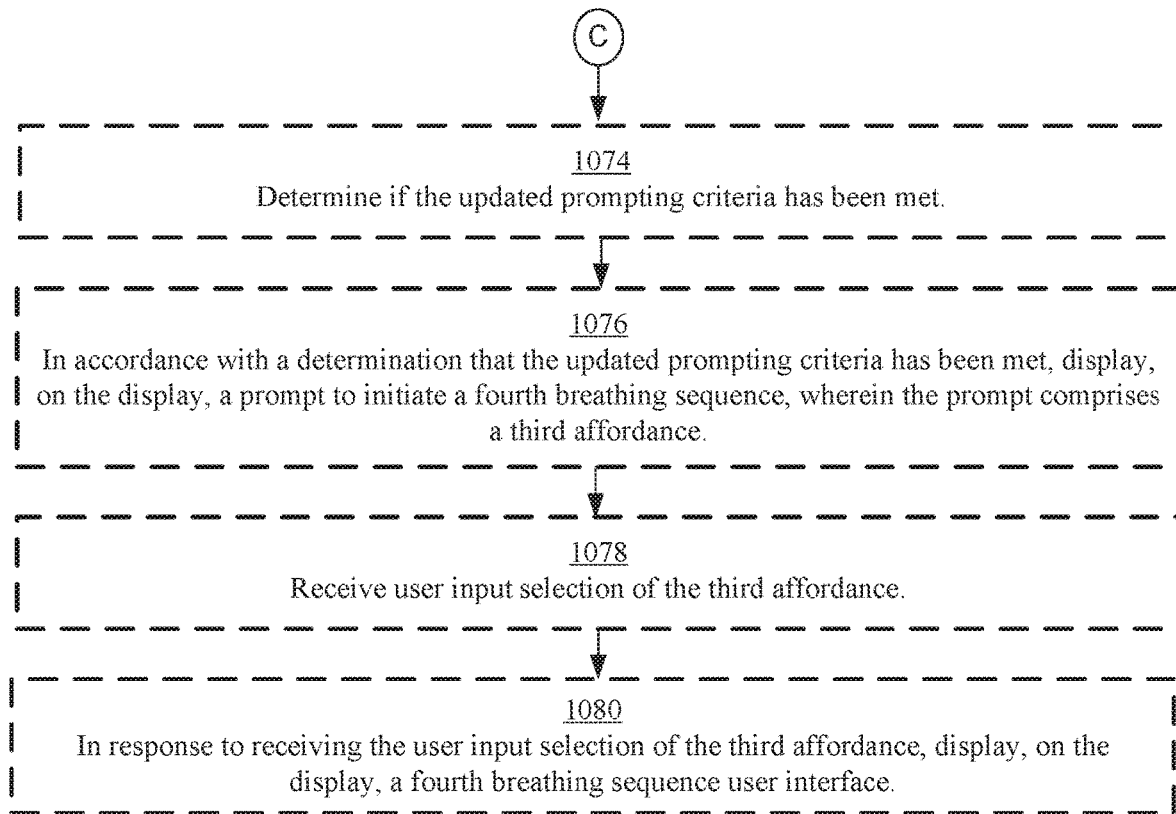 C
1074
Determine if the updated prompting criteria has been met.
1076
In accordance with a determination that the updated prompting criteria has been met, display,
on the display, a prompt to initiate a fourth breathing sequence, wherein the prompt comprises
a third affordance.
1078
Receive user input selection of the third affordance.
1080
In response to receiving the user input selection of the third affordance, display, on the
display, a fourth breathing sequence user interface.